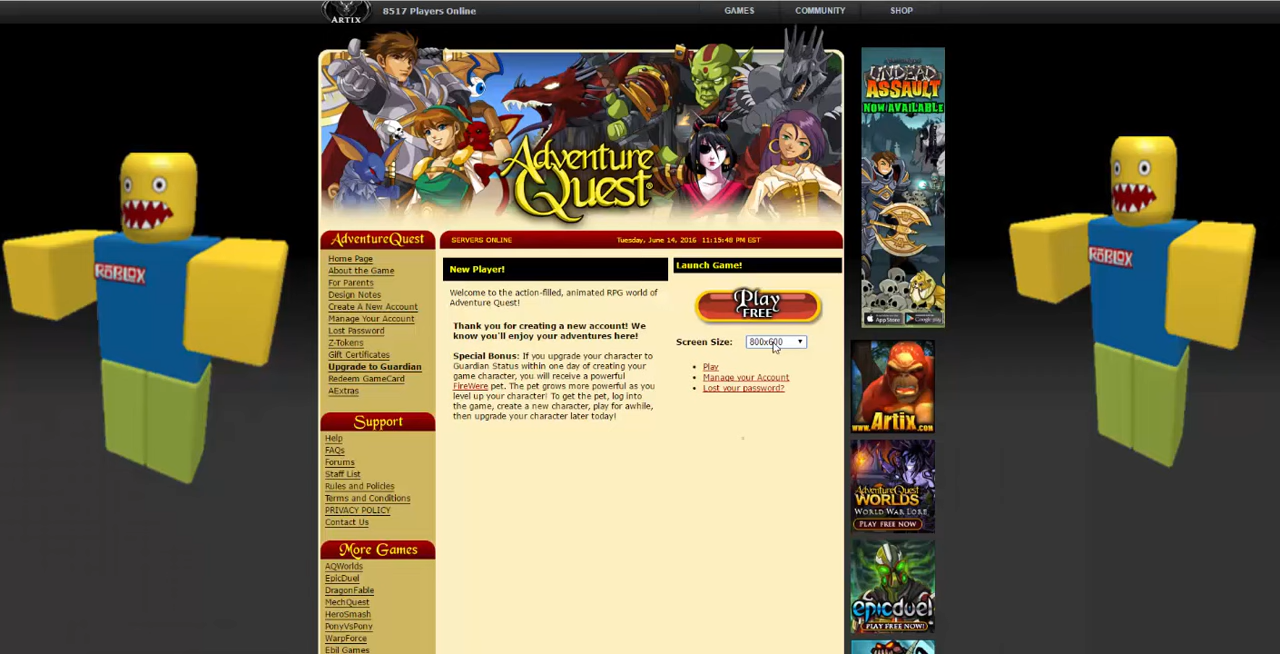 ARTIX
8517 Players Online
GAMES
COMMUNITY
SHOP
Adventure
Quest
UNDEAD
ASSAULT
NOW AVAILABLE
AdventureQuest
SERVERS ONLINE
Tuesday, June 14, 2016 11:15:48 PM EST
Home Page
About the Game
For Parents
Design Notes
Create A New Account
Manage Your Account
Lost Password
Z-Tokens
Gift Certificates
Upgrade to Guardian
Redeem GameCard
AExtras
New Player!
Welcome to the action-filled, animated RPG world of
Adventure Quest!
Thank you for creating a new account! We
know you'll enjoy your adventures here!
Special Bonus: If you upgrade your character to
Guardian Status within one day of creating your
game character, you will receive a powerful
FireWere pet. The pet grows more powerful as you
level up your character! To get the pet, log into
the game, create a new character, play for awhile,
then upgrade your character later today!
Launch Game!
Play
FREE
Screen Size: 800x600
Play
Manage your Account
Lost your password?
ROBLOX
ROBLOX
App Store
Google play
www.Artix.com
Support
Help
FAQs
Forums
Staff List
Rules and Policies
Terms and Conditions
PRIVACY POLICY
Contact Us
AdventureQuest
WORLDS
WORLD WAR LORE
PLAY FREE NOW
More Games
AQWorlds
EpicDuel
DragonFable
MechQuest
HeroSmash
PonyVsPony
WarpForce
Ebil Games
epicduel
PLAY FREE NOW!